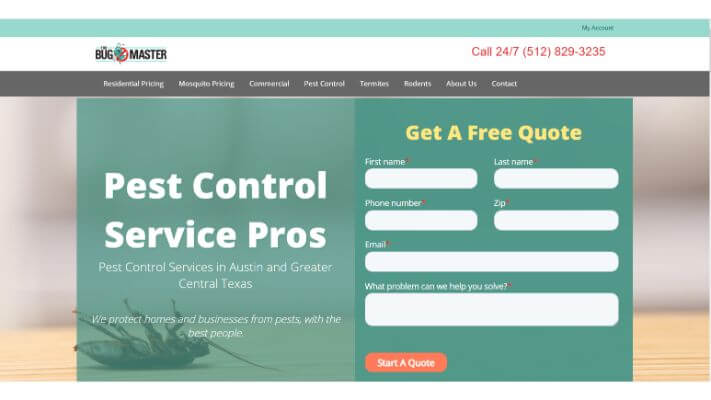 My Account
THE
BUG MASTER
Call 24/7 (512) 829-3235
Residential Pricing Mosquito Pricing Commercial Pest Control Termites Rodents About Us Contact
Pest Control
Service Pros
Pest Control Services in Austin and Greater
Central Texas
We protect homes and businesses from pests, with the
best people.
Get A Free Quote
First name* Last name*
Phone number* Zip*
Email*
What problem can we help you solve?*
Start A Quote